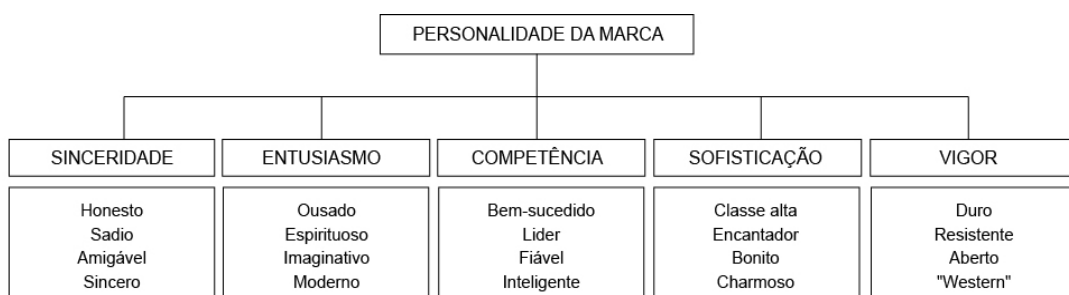 PERSONALIDADE DA MARCA
SINCERIDADE
Honesto
Sadio
Amigável
Sincero
ENTUSIASMO
Ousado
Espirituoso
Imaginativo
Moderno
COMPETÊNCIA
Bem-sucedido
Lider
Fiável
Inteligente
SOFISTICAÇÃO
Classe alta
Encantador
Bonito
Charmoso
VIGOR
Duro
Resistente
Aberto
"Western"